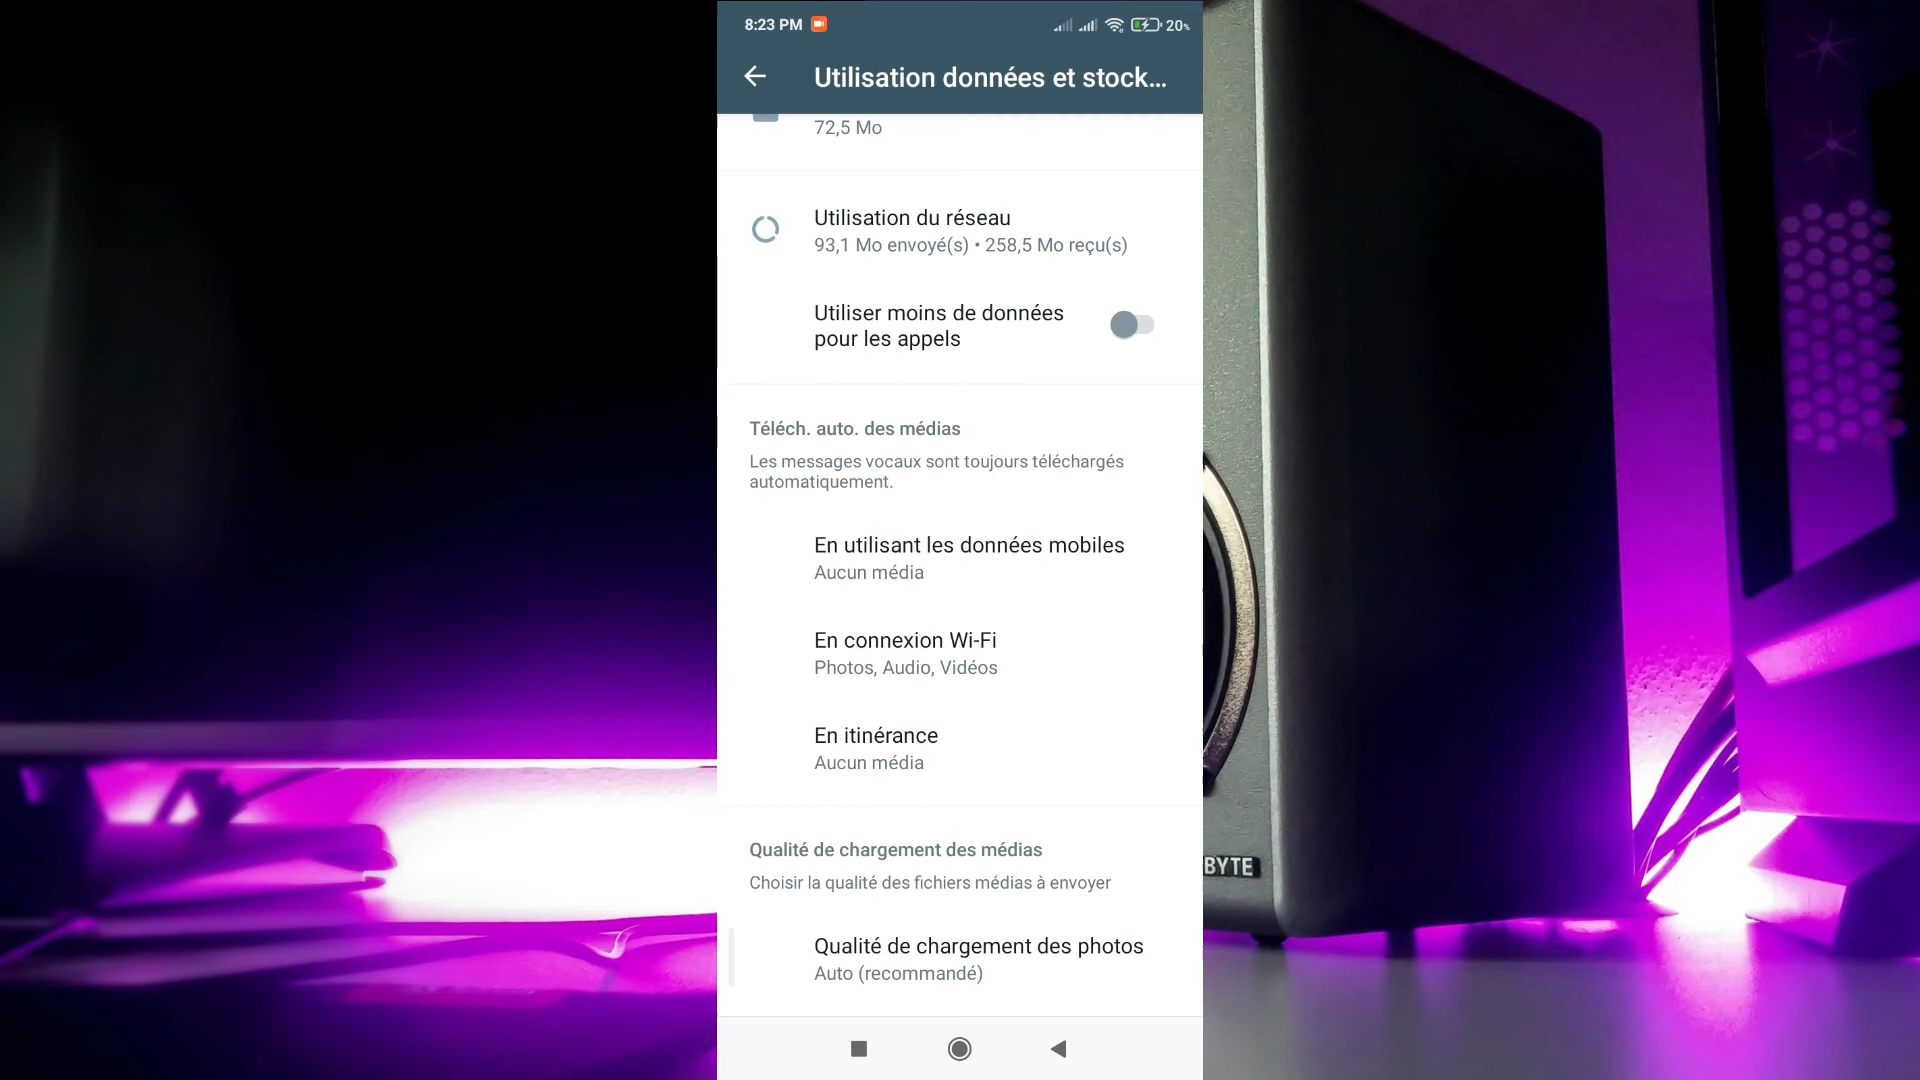 8:23 PM 20%
Utilisation données et stock...
72,5 Mo
Utilisation du réseau
93,1 Mo envoyé(s) • 258,5 Mo reçu(s)
Utiliser moins de données
pour les appels
Téléch. auto. des médias
Les messages vocaux sont toujours téléchargés
automatiquement.
En utilisant les données mobiles
Aucun média
En connexion Wi-Fi
Photos, Audio, Vidéos
En itinérance
Aucun média
Qualité de chargement des médias
Choisir la qualité des fichiers médias à envoyer
Qualité de chargement des photos
Auto (recommandé)
BYTE